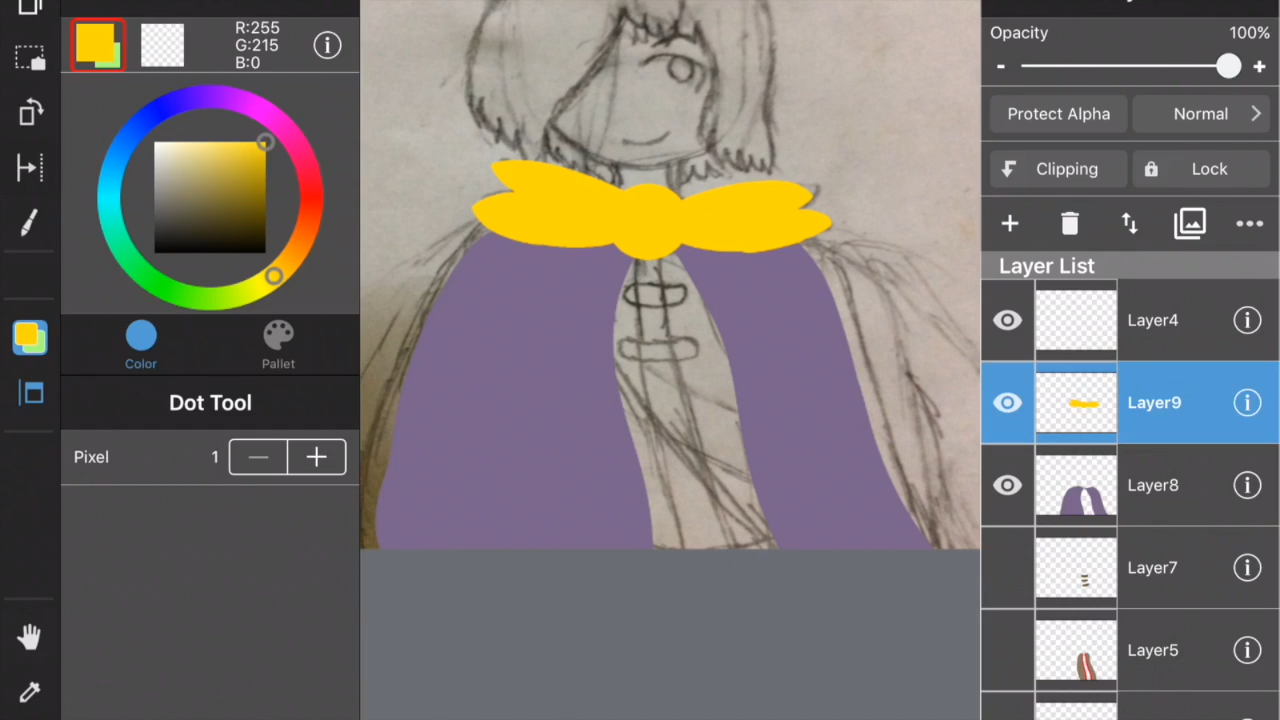 R:255
G:215
B:0
Color
Pallet
Dot Tool
Pixel
1
Opacity
100%
Protect Alpha
Normal
Clipping
Lock
Layer List
Layer4
Layer9
Layer8
Layer7
Layer5